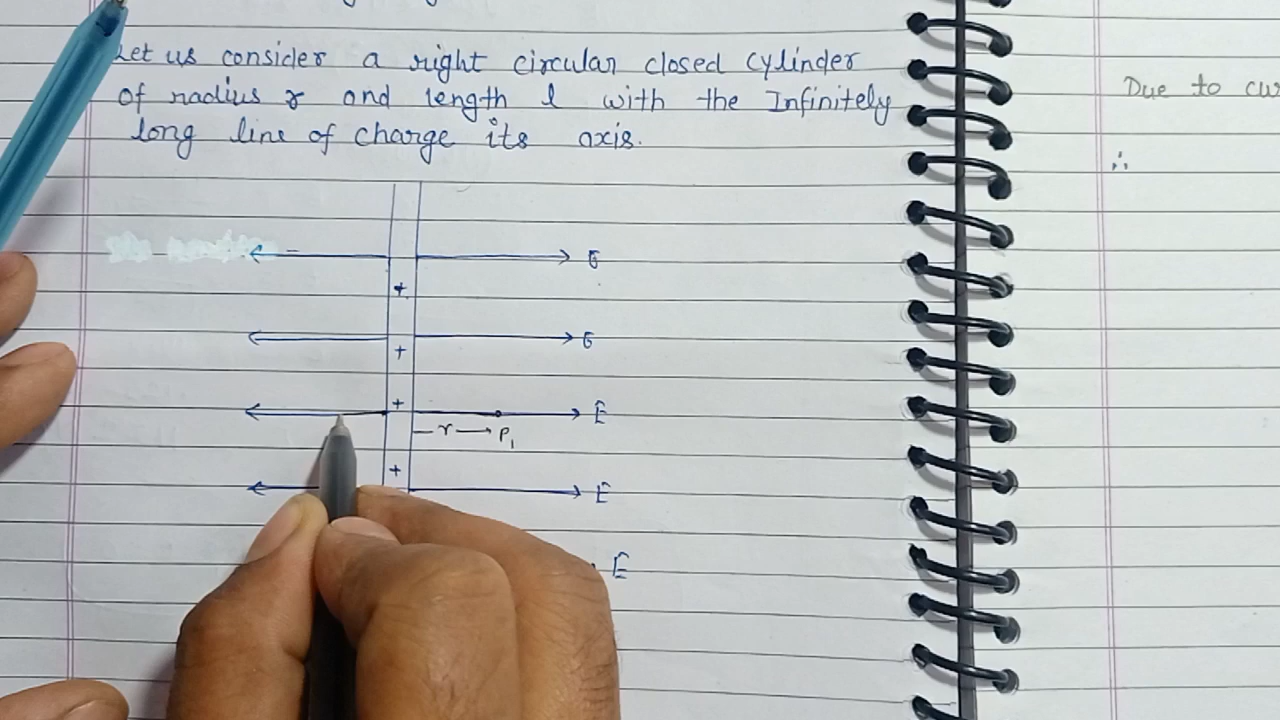 Let us consider a right circular closed cylinder
of radius r and length l with the Infinitely
long line of charge its axis.
Due to cur
∴
E
+
E
+
+
E
r
P1
+
E
E